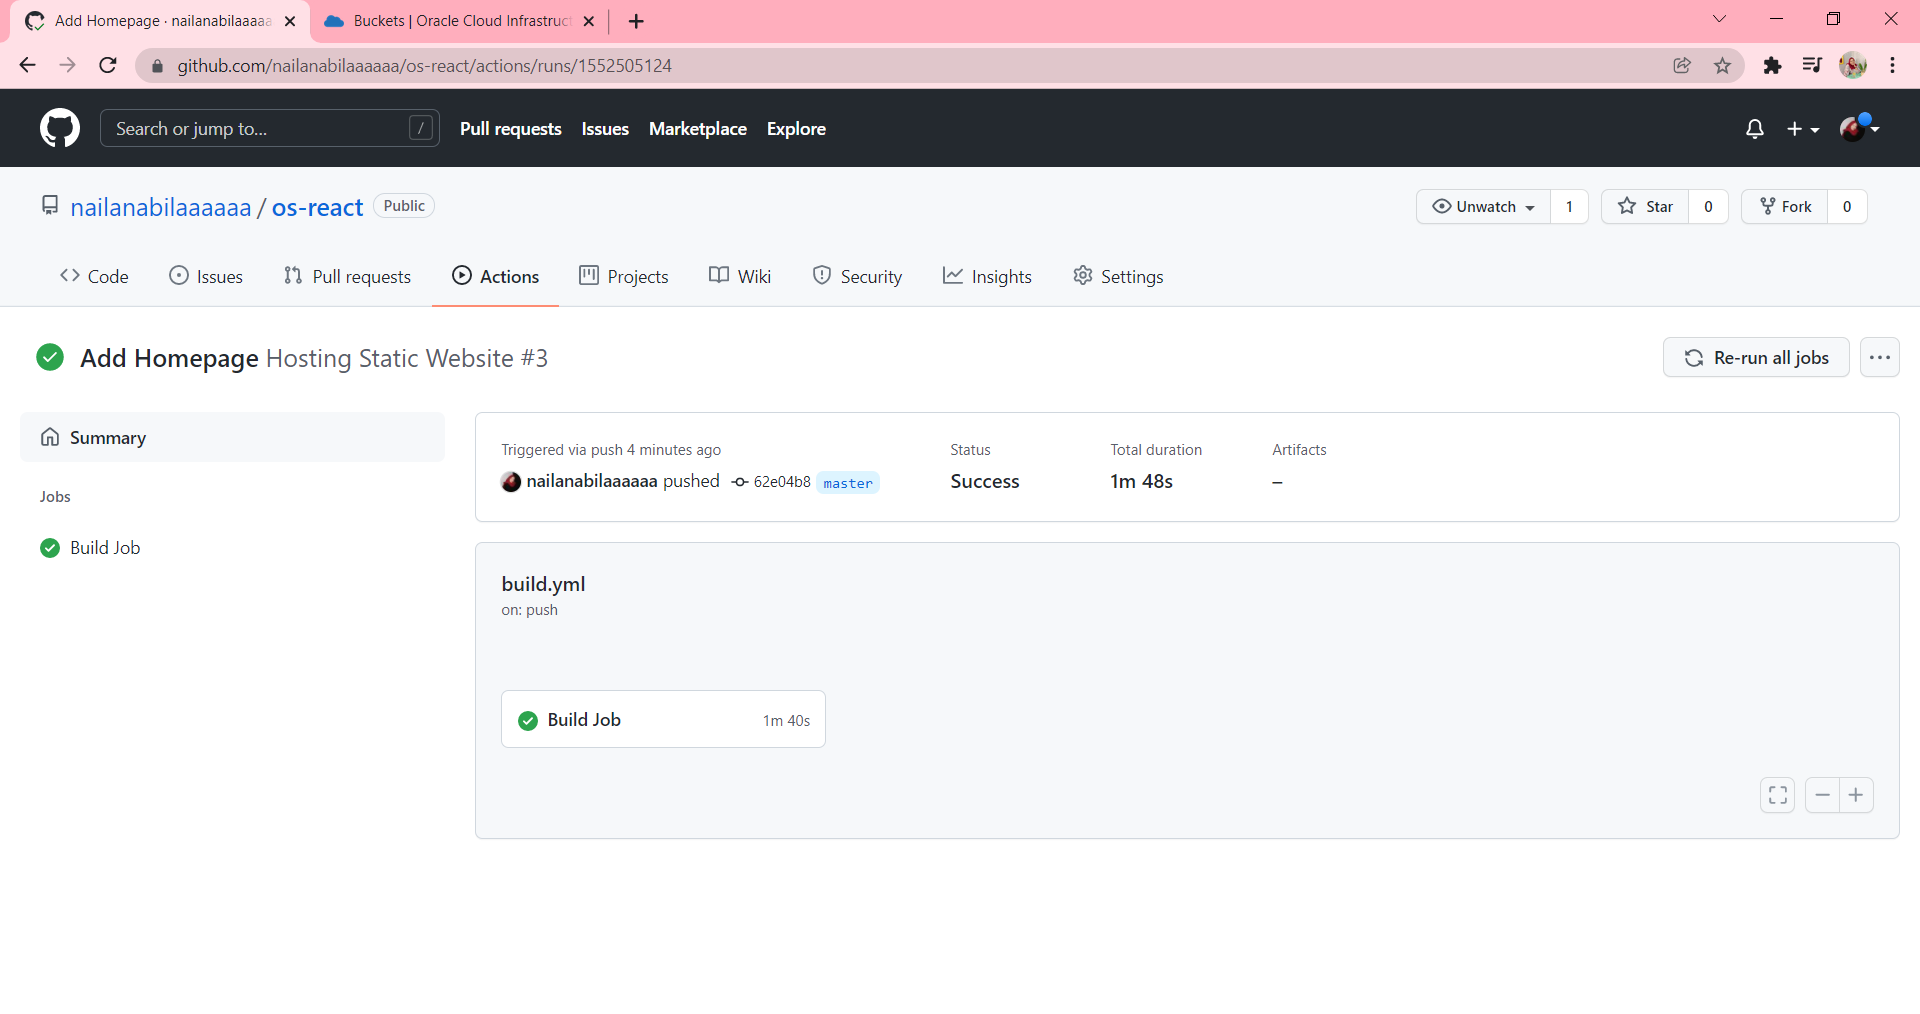 Add Homepage · nailanabilaaaaa
Buckets | Oracle Cloud Infrastruct
github.com/nailanabilaaaaaa/os-react/actions/runs/1552505124
Search or jump to...
/
Pull requests
Issues
Marketplace
Explore
nailanabilaaaaaa / os-react
Public
Unwatch
1
Star
0
Fork
0
Code
Issues
Pull requests
Actions
Projects
Wiki
Security
Insights
Settings
Add Homepage Hosting Static Website #3
Re-run all jobs
Summary
Jobs
Build Job
Triggered via push 4 minutes ago
nailanabilaaaaaa pushed 62e04b8 master
Status
Success
Total duration
1m 48s
Artifacts
–
build.yml
on: push
Build Job
1m 40s